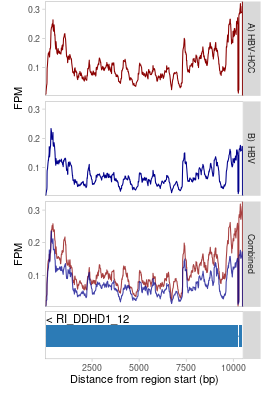 0.3
0.2
0.1
FPM
A) HBV-HCC
0.3
0.2
0.1
B) HBV
0.3
0.2
0.1
FPM
Combined
< RI_DDHD1_12
2500
5000
7500
10000
Distance from region start (bp)